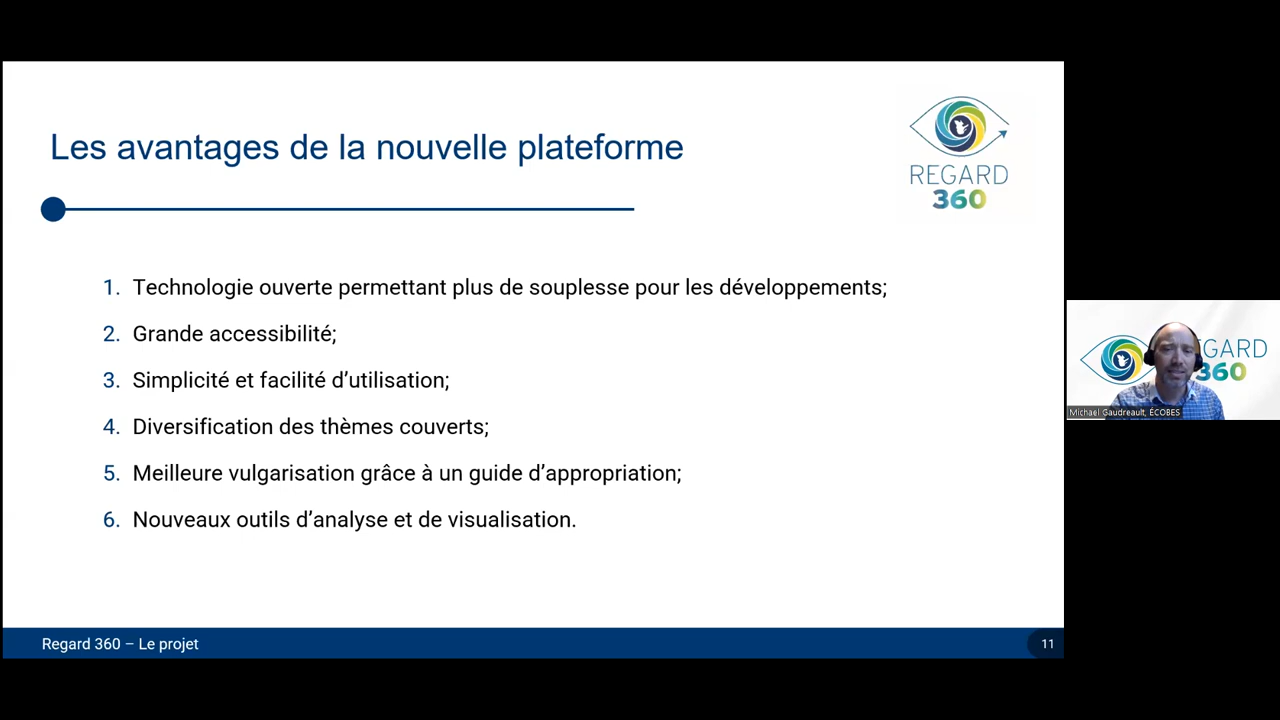 Les avantages de la nouvelle plateforme
REGARD
360
1. Technologie ouverte permettant plus de souplesse pour les développements;
2. Grande accessibilité;
3. Simplicité et facilité d’utilisation;
4. Diversification des thèmes couverts;
5. Meilleure vulgarisation grâce à un guide d’appropriation;
6. Nouveaux outils d’analyse et de visualisation.
Regard 360 – Le projet
11
GARD
360
Michael Gaudreault, ÉCOBES